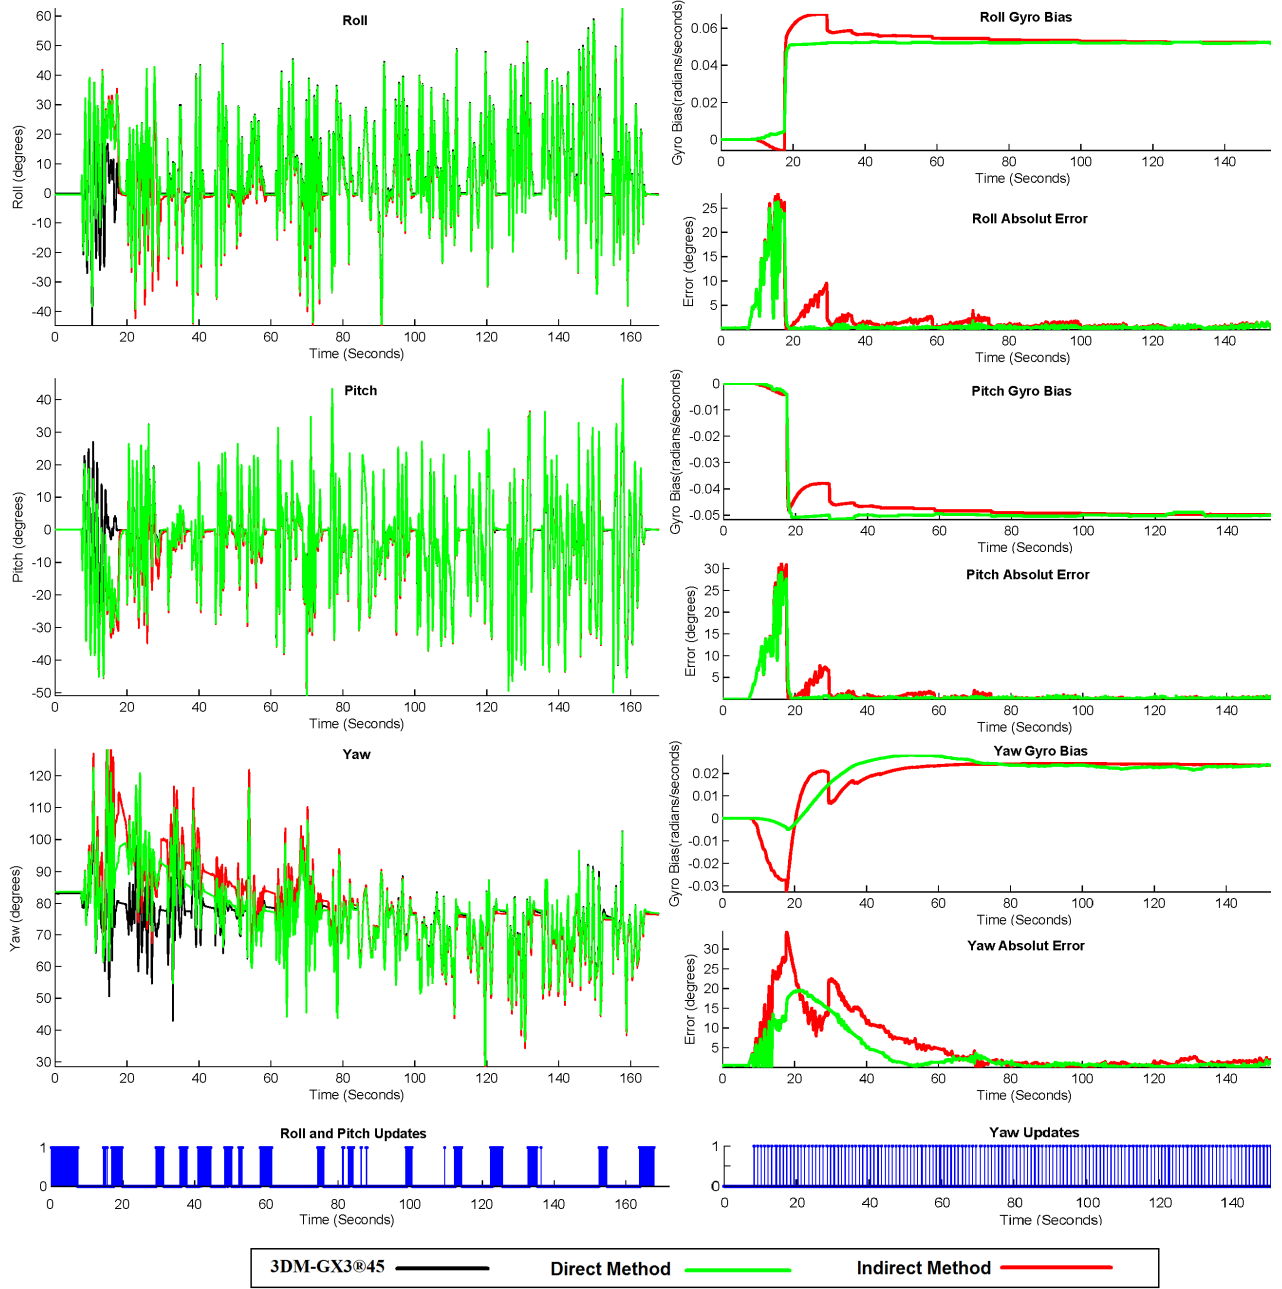 Roll
Roll (degrees)
60
50
40
30
20
10
0
-10
-20
-30
-40
0 20 40 60 80 100 120 140 160
Time (Seconds)
Roll Gyro Bias
Gyro Bias(radians/seconds)
0.06
0.04
0.02
0
0 20 40 60 80 100 120 140
Time (Seconds)
Roll Absolut Error
Error (degrees)
25
20
15
10
5
0 20 40 60 80 100 120 140
Time (Seconds)
Pitch
Pitch (degrees)
40
30
20
10
0
-10
-20
-30
-40
-50
0 20 40 60 80 100 120 140 160
Time (Seconds)
Pitch Gyro Bias
Gyro Bias(radians/seconds)
0
-0.01
-0.02
-0.03
-0.04
-0.05
0 20 40 60 80 100 120 140
Time (Seconds)
Pitch Absolut Error
Error (degrees)
30
25
20
15
10
5
0 20 40 60 80 100 120 140
Time (Seconds)
Yaw
Yaw (degrees)
120
110
100
90
80
70
60
50
40
30
0 20 40 60 80 100 120 140 160
Time (Seconds)
Yaw Gyro Bias
Gyro Bias(radians/seconds)
0.02
0.01
0
-0.01
-0.02
-0.03
0 20 40 60 80 100 120 140
Time (Seconds)
Yaw Absolut Error
Error (degrees)
30
25
20
15
10
5
0 20 40 60 80 100 120 140
Time (Seconds)
Roll and Pitch Updates
1
0
0 20 40 60 80 100 120 140 160
Time (Seconds)
Yaw Updates
1
0
0 20 40 60 80 100 120 140
Time (Seconds)
3DM-GX3®45 Direct Method Indirect Method